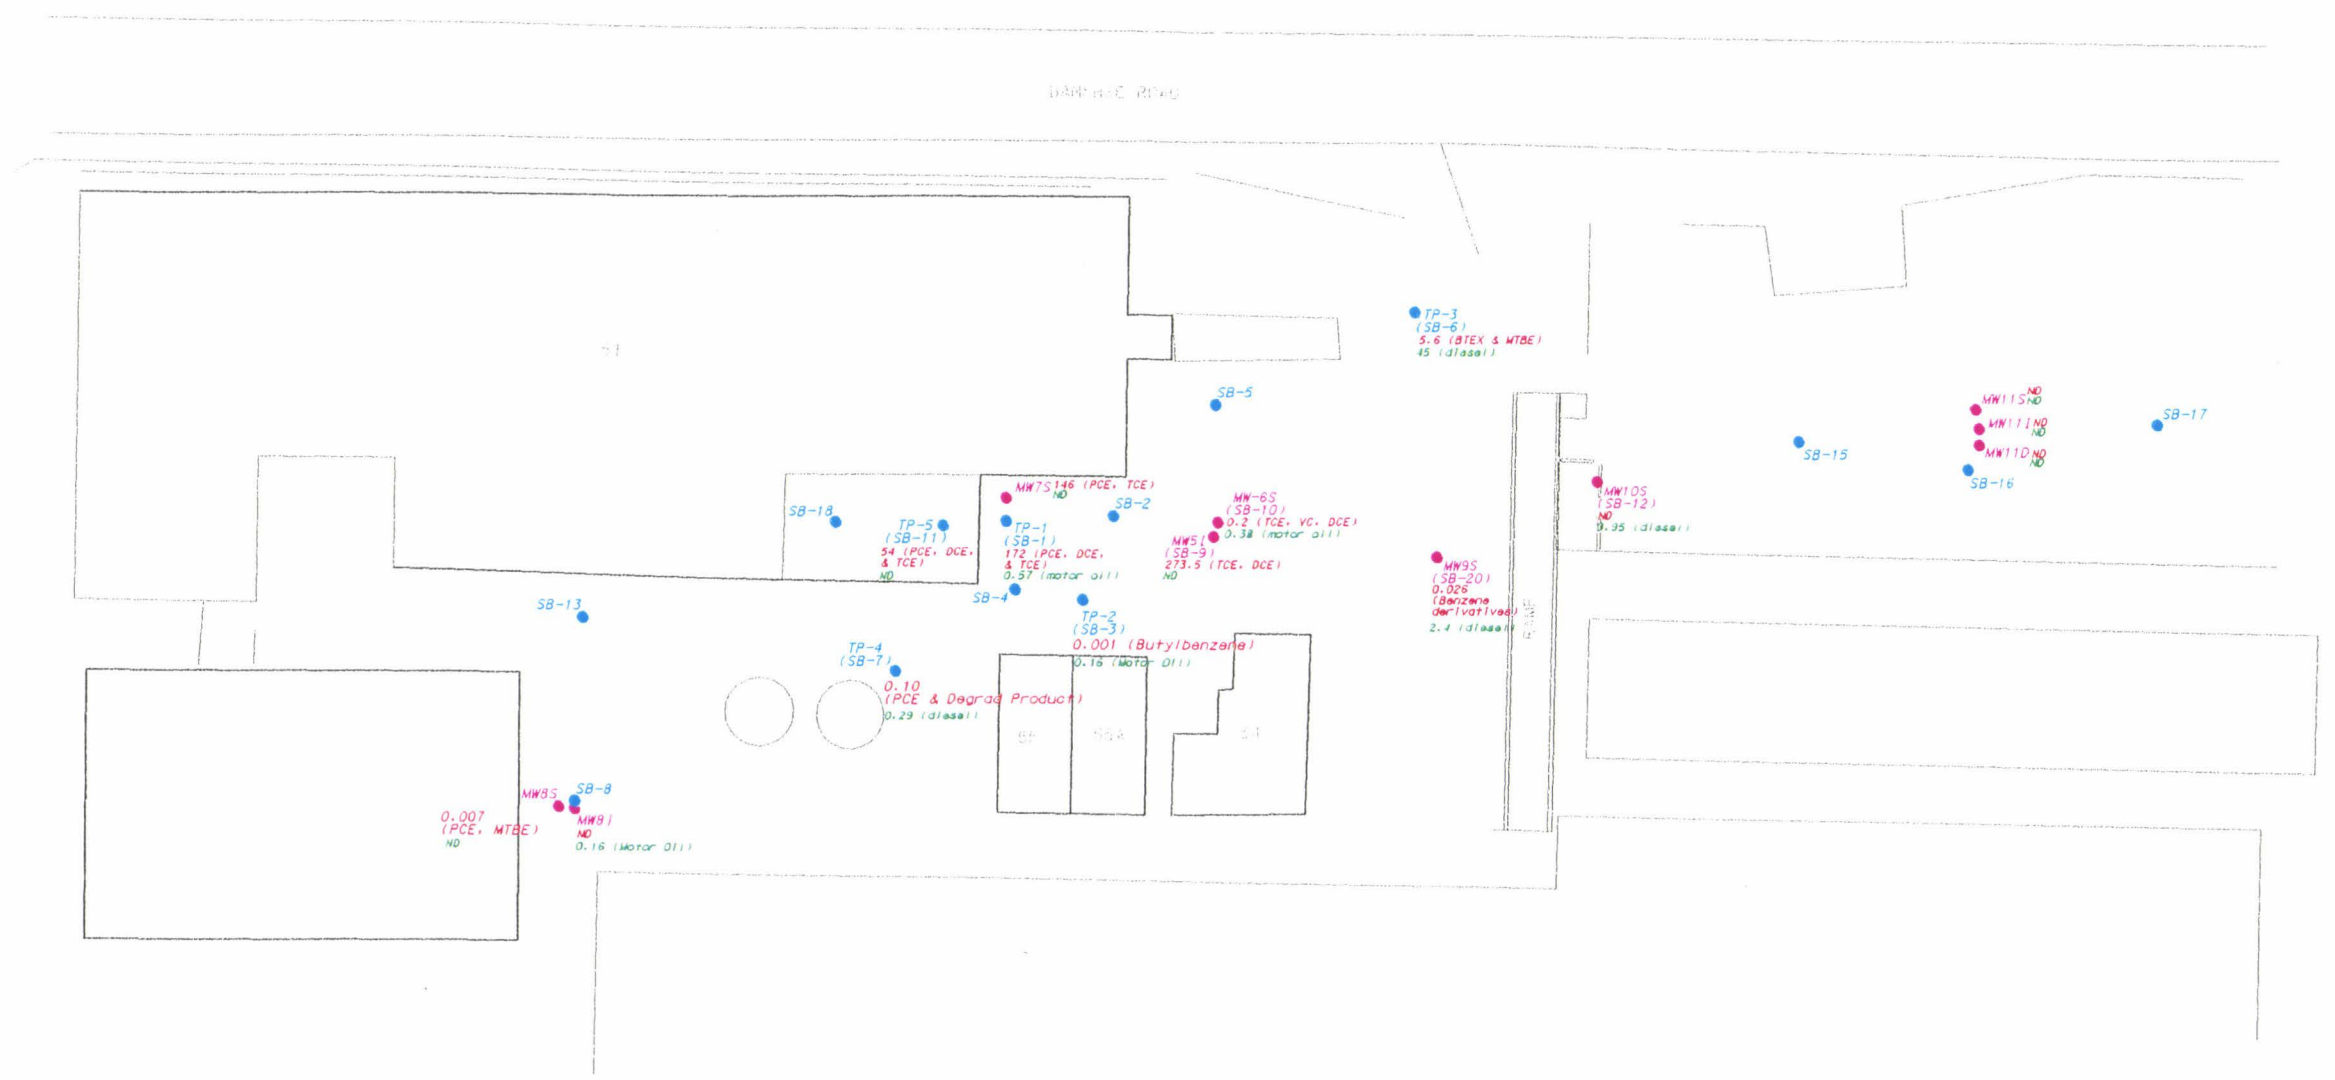 TP-3
(SB-6)
5.6 (BTEX & MTBE)
45 (diesel)
SB-5
MW11S ND
ND
MW11I ND
ND
MW11D ND
ND
SB-17
SB-15
SB-16
MW7S 146 (PCE, TCE)
ND
SB-18
TP-5
(SB-11)
54 (PCE, DCE,
& TCE)
ND
TP-1
(SB-1)
172 (PCE, DCE,
& TCE)
0.57 (motor oil)
SB-2
MW-6S
(SB-10)
0.2 (TCE, VC, DCE)
0.38 (motor oil)
MW5I
(SB-9)
273.5 (TCE, DCE)
ND
MW10S
(SB-12)
ND
(diesel)
MW9S
(SB-20)
0.026
(Benzene
derivatives)
2.4 (diesel)
RAMP
SB-13
SB-4
TP-2
(SB-3)
0.001 (Butylbenzene)
0.16 (Motor Oil)
TP-4
(SB-7)
0.10
(PCE & Degrad Product)
0.29 (diesel)
MW8S
0.007
(PCE, MTBE)
ND
SB-8
MW8I
ND
0.16 (Motor Oil)